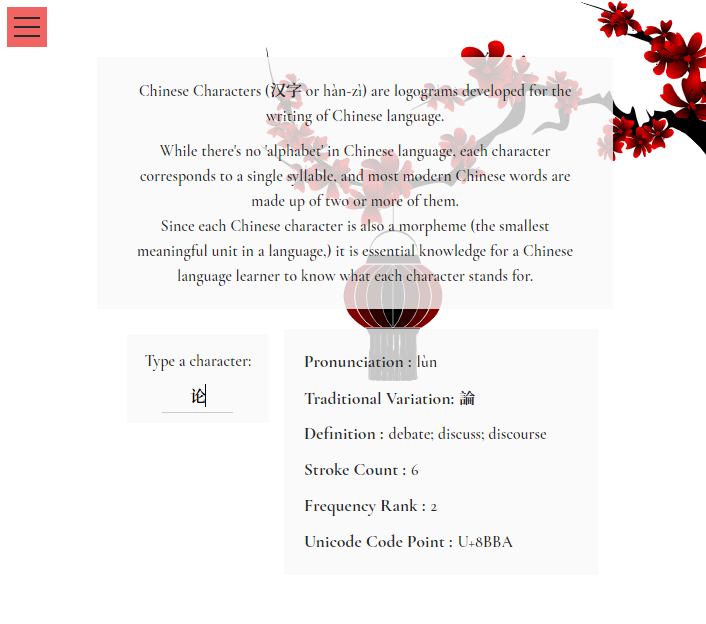 Chinese Characters (汉字 or hàn-zì) are logograms developed for the
writing of Chinese language.
While there's no 'alphabet' in Chinese language, each character
corresponds to a single syllable, and most modern Chinese words are
made up of two or more of them.
Since each Chinese character is also a morpheme (the smallest
meaningful unit in a language,) it is essential knowledge for a Chinese
language learner to know what each character stands for.
Type a character:
论
Pronunciation : lùn
Traditional Variation: 論
Definition : debate; discuss; discourse
Stroke Count : 6
Frequency Rank : 2
Unicode Code Point : U+8BBA